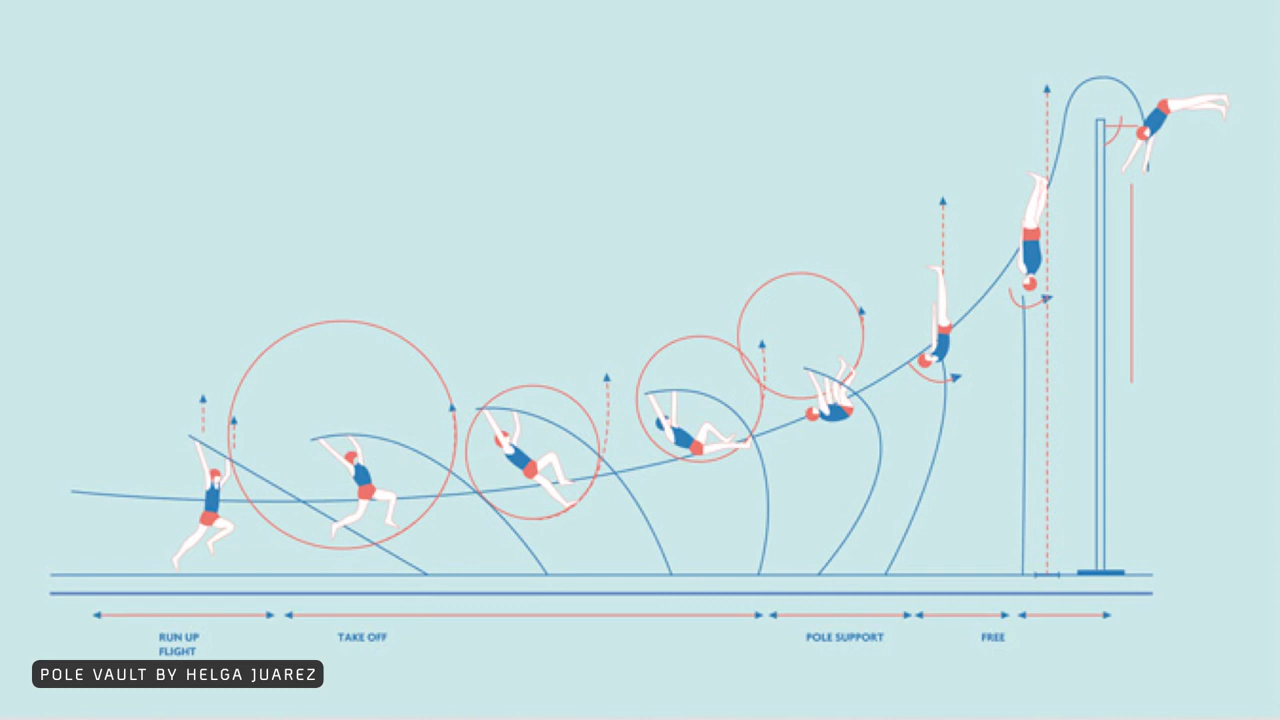 RUN UP
FLIGHT
TAKE OFF
POLE SUPPORT
FREE
POLE VAULT BY HELGA JUAREZ